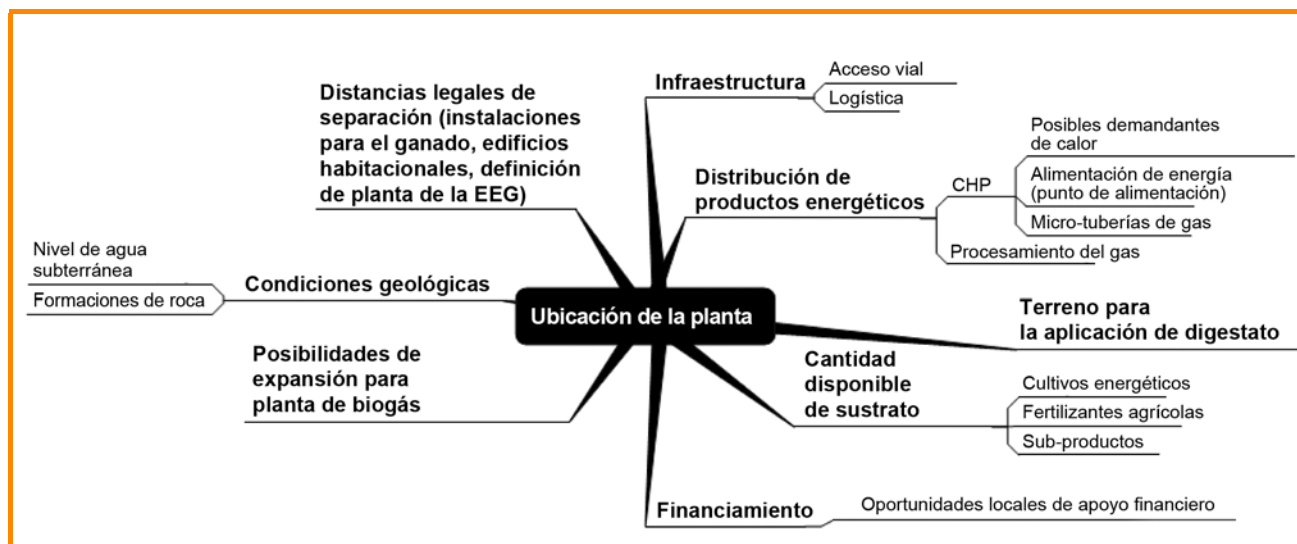 Infraestructura
Acceso vial
Logística
Distancias legales de
separación (instalaciones
para el ganado, edificios
habitacionales, definición
de planta de la EEG)
Distribución de
productos energéticos
CHP
Posibles demandantes
de calor
Alimentación de energía
(punto de alimentación)
Micro-tuberías de gas
Procesamiento del gas
Nivel de agua
subterránea
Formaciones de roca
Condiciones geológicas
Ubicación de la planta
Terreno para
la aplicación de digestato
Posibilidades de
expansión para
planta de biogás
Cantidad
disponible
de sustrato
Cultivos energéticos
Fertilizantes agrícolas
Sub-productos
Financiamiento
Oportunidades locales de apoyo financiero